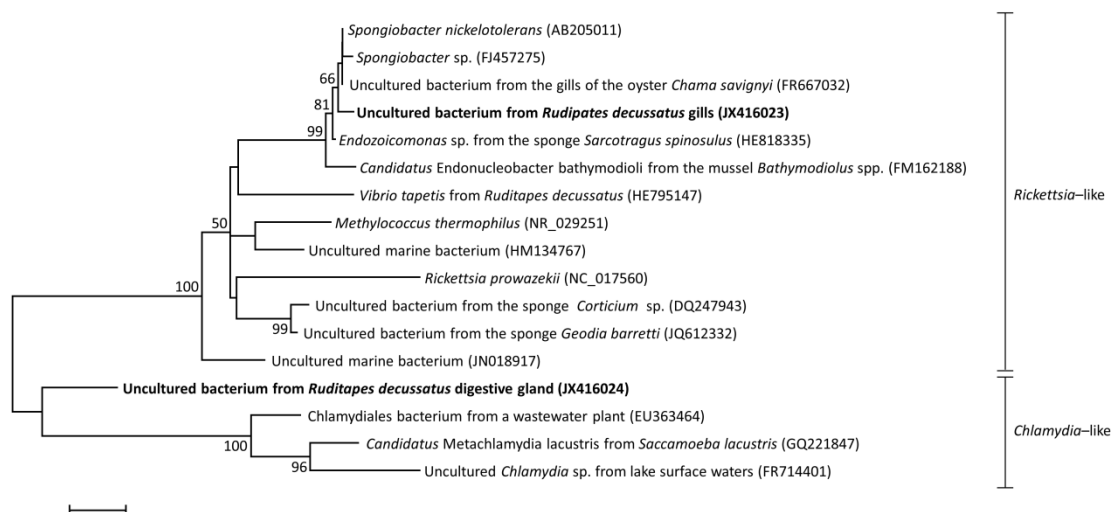 Spongiobacter nickelotolerans (AB205011)
Spongiobacter sp. (FJ457275)
66
Uncultured bacterium from the gills of the oyster Chama savignyi (FR667032)
81
Uncultured bacterium from Rudipates decussatus gills (JX416023)
99
Endozoicomonas sp. from the sponge Sarcotragus spinosulus (HE818335)
Candidatus Endonucleobacter bathymodioli from the mussel Bathymodiolus spp. (FM162188)
Vibrio tapetis from Ruditapes decussatus (HE795147)
Rickettsia–like
50
Methylococcus thermophilus (NR_029251)
Uncultured marine bacterium (HM134767)
Rickettsia prowazekii (NC_017560)
100
Uncultured bacterium from the sponge Corticium sp. (DQ247943)
99
Uncultured bacterium from the sponge Geodia barretti (JQ612332)
Uncultured marine bacterium (JN018917)
Uncultured bacterium from Ruditapes decussatus digestive gland (JX416024)
Chlamydiales bacterium from a wastewater plant (EU363464)
Chlamydia–like
100
Candidatus Metachlamydia lacustris from Saccamoeba lacustris (GQ221847)
96
Uncultured Chlamydia sp. from lake surface waters (FR714401)